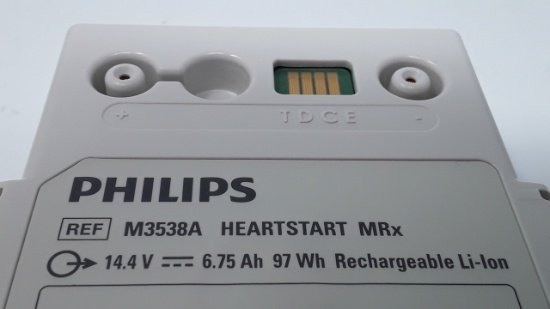 + T D C E -
PHILIPS
REF M3538A HEARTSTART MRx
14.4 V 6.75 Ah 97 Wh Rechargeable Li-Ion